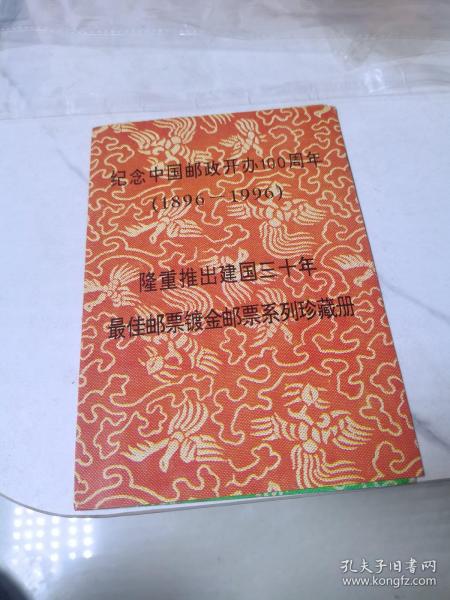 纪念中国邮政开办100周年
(1896-1996)
隆重推出建国三十年
最佳邮票镀金邮票系列珍藏册
孔夫子旧书网
www.kongfz.com